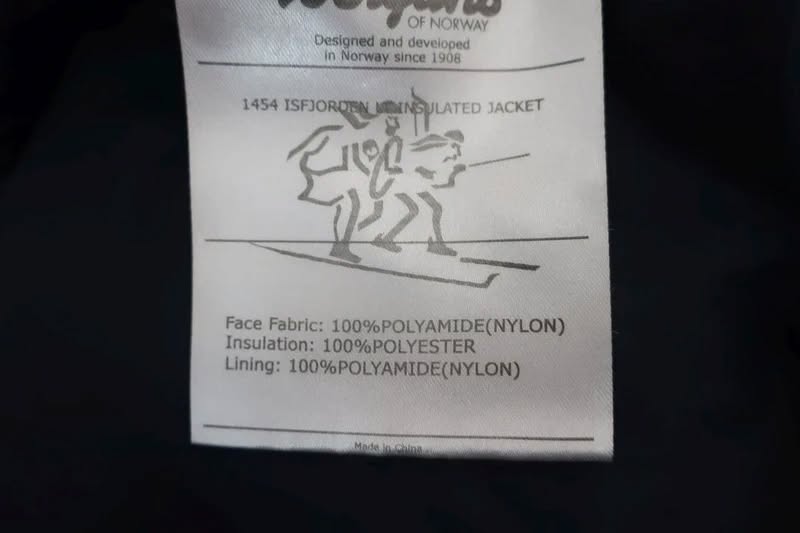 OF NORWAY
Designed and developed
in Norway since 1908
1454 ISFJORDEN INSULATED JACKET
Face Fabric: 100%POLYAMIDE(NYLON)
Insulation: 100%POLYESTER
Lining: 100%POLYAMIDE(NYLON)
Made in China